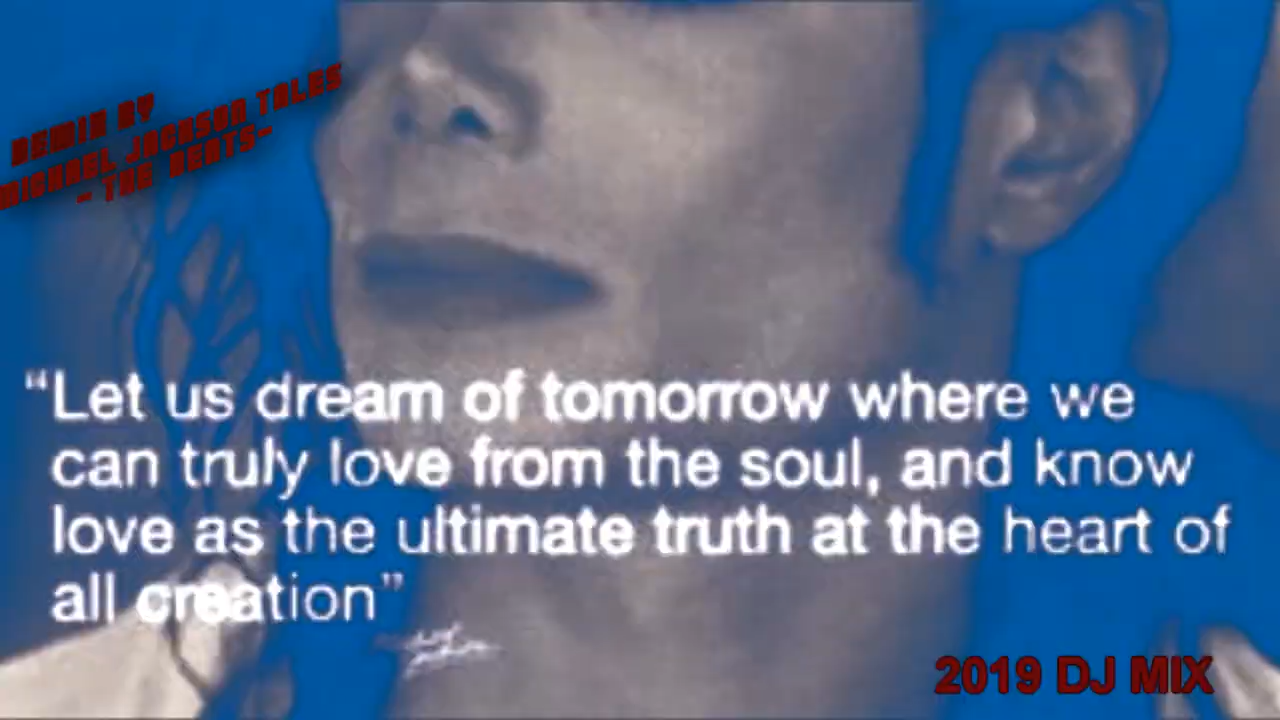 REMIX BY
MICHAEL JACKSON TALES
- THE BEATS-
“Let us dream of tomorrow where we
can truly love from the soul, and know
love as the ultimate truth at the heart of
all creation”
2019 DJ MIX